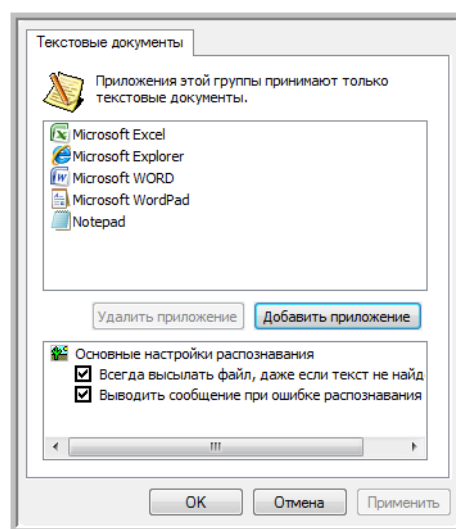 Текстовые документы
Приложения этой группы принимают только
текстовые документы.
Microsoft Excel
Microsoft Explorer
Microsoft WORD
Microsoft WordPad
Notepad
Удалить приложение Добавить приложение
Основные настройки распознавания
Всегда высылать файл, даже если текст не найд
Выводить сообщение при ошибке распознавания
OK Отмена Применить